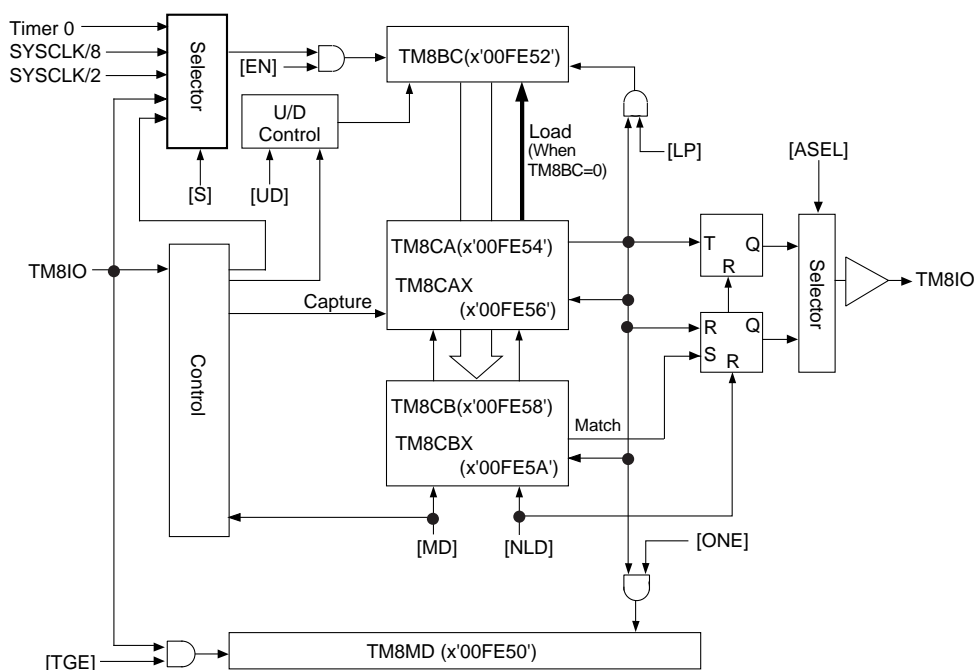 Timer 0
SYSCLK/8
SYSCLK/2
Selector
[EN]
TM8BC(x'00FE52')
U/D
Control
Load
(When
TM8BC=0)
[LP]
[ASEL]
[S]
[UD]
TM8CA(x'00FE54')
TM8CAX
(x'00FE56')
T
Q
R
Selector
TM8IO
TM8IO
Capture
Control
R
Q
S
R
TM8CB(x'00FE58')
TM8CBX
(x'00FE5A')
Match
[MD]
[NLD]
[ONE]
[TGE]
TM8MD (x'00FE50')